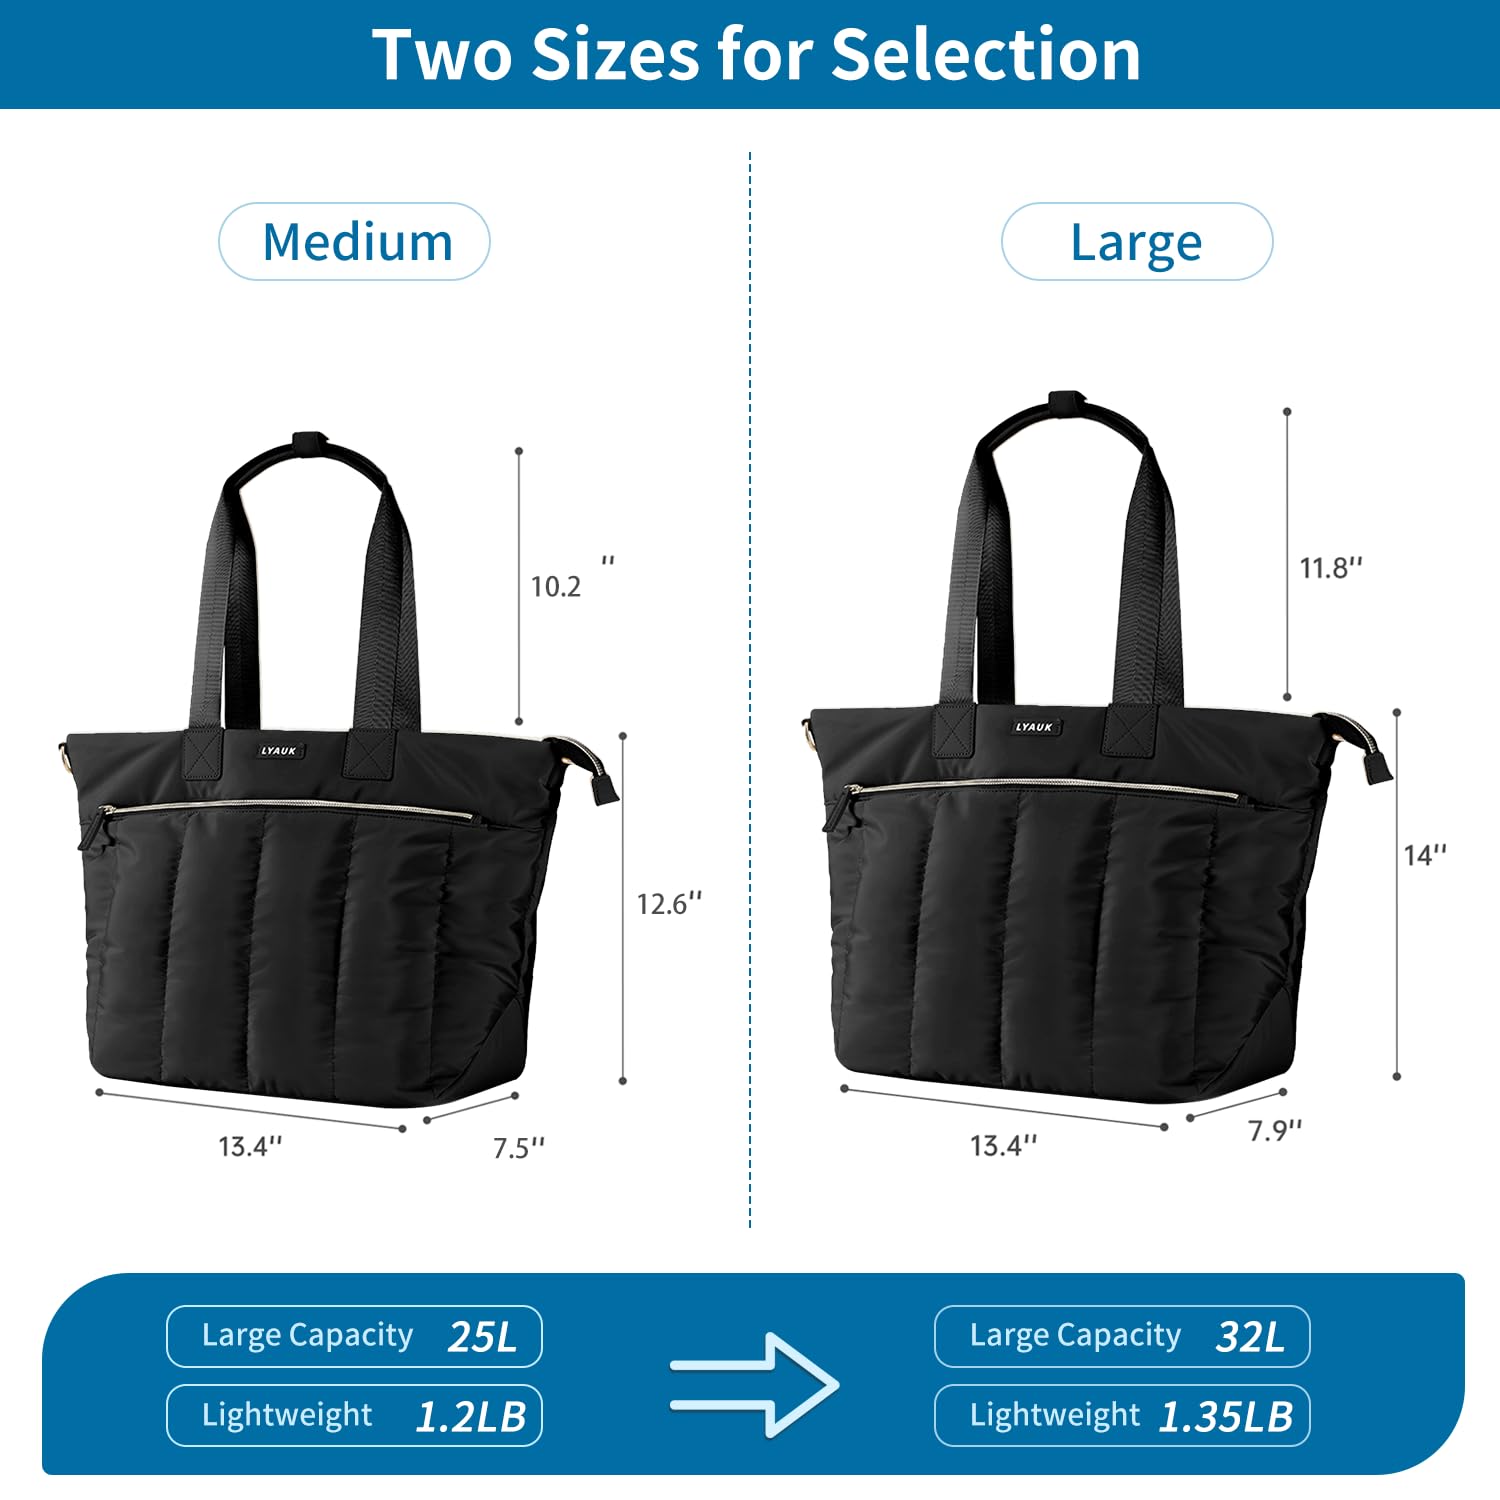 Two Sizes for Selection
Medium
Large
10.2 ''
11.8''
LYAUK
LYAUK
12.6''
14''
13.4''
7.5''
13.4''
7.9''
Large Capacity 25L
Lightweight 1.2LB
Large Capacity 32L
Lightweight 1.35LB